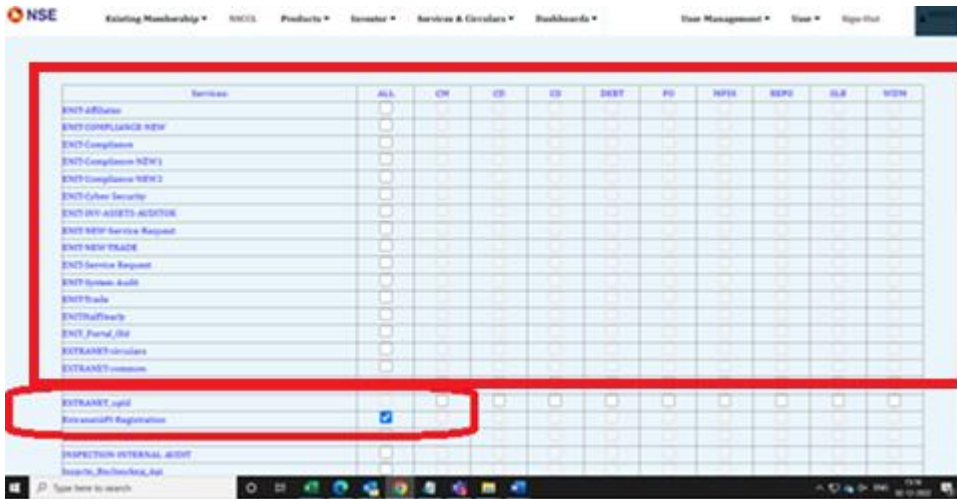 NSE Existing Membership NSCCL Products Investor Services & Circulars Dashboards User Management User Sign Out
Services ALL CM CD CO DEBT FO MFSS SLB WDM
ENIT-Affiliates
ENIT-COMPLIANCE-NEW
ENIT-Compliance
ENIT-Compliance-NEW1
ENIT-Compliance-NEW2
ENIT-Cyber Security
ENIT-INV-ASSETS-AUDITOR
ENIT-NEW-Service Request
ENIT-NEW-TRADE
ENIT-Service Request
ENIT-System Audit
ENIT-Trade
ENIT-HalfYearly
ENIT_Portal_Old
EXTRANET-circulars
EXTRANET-common
EXTRANET_upld
ExtranetAPI-Registration
INSPECTION-INTERNAL AUDIT
Type here to search